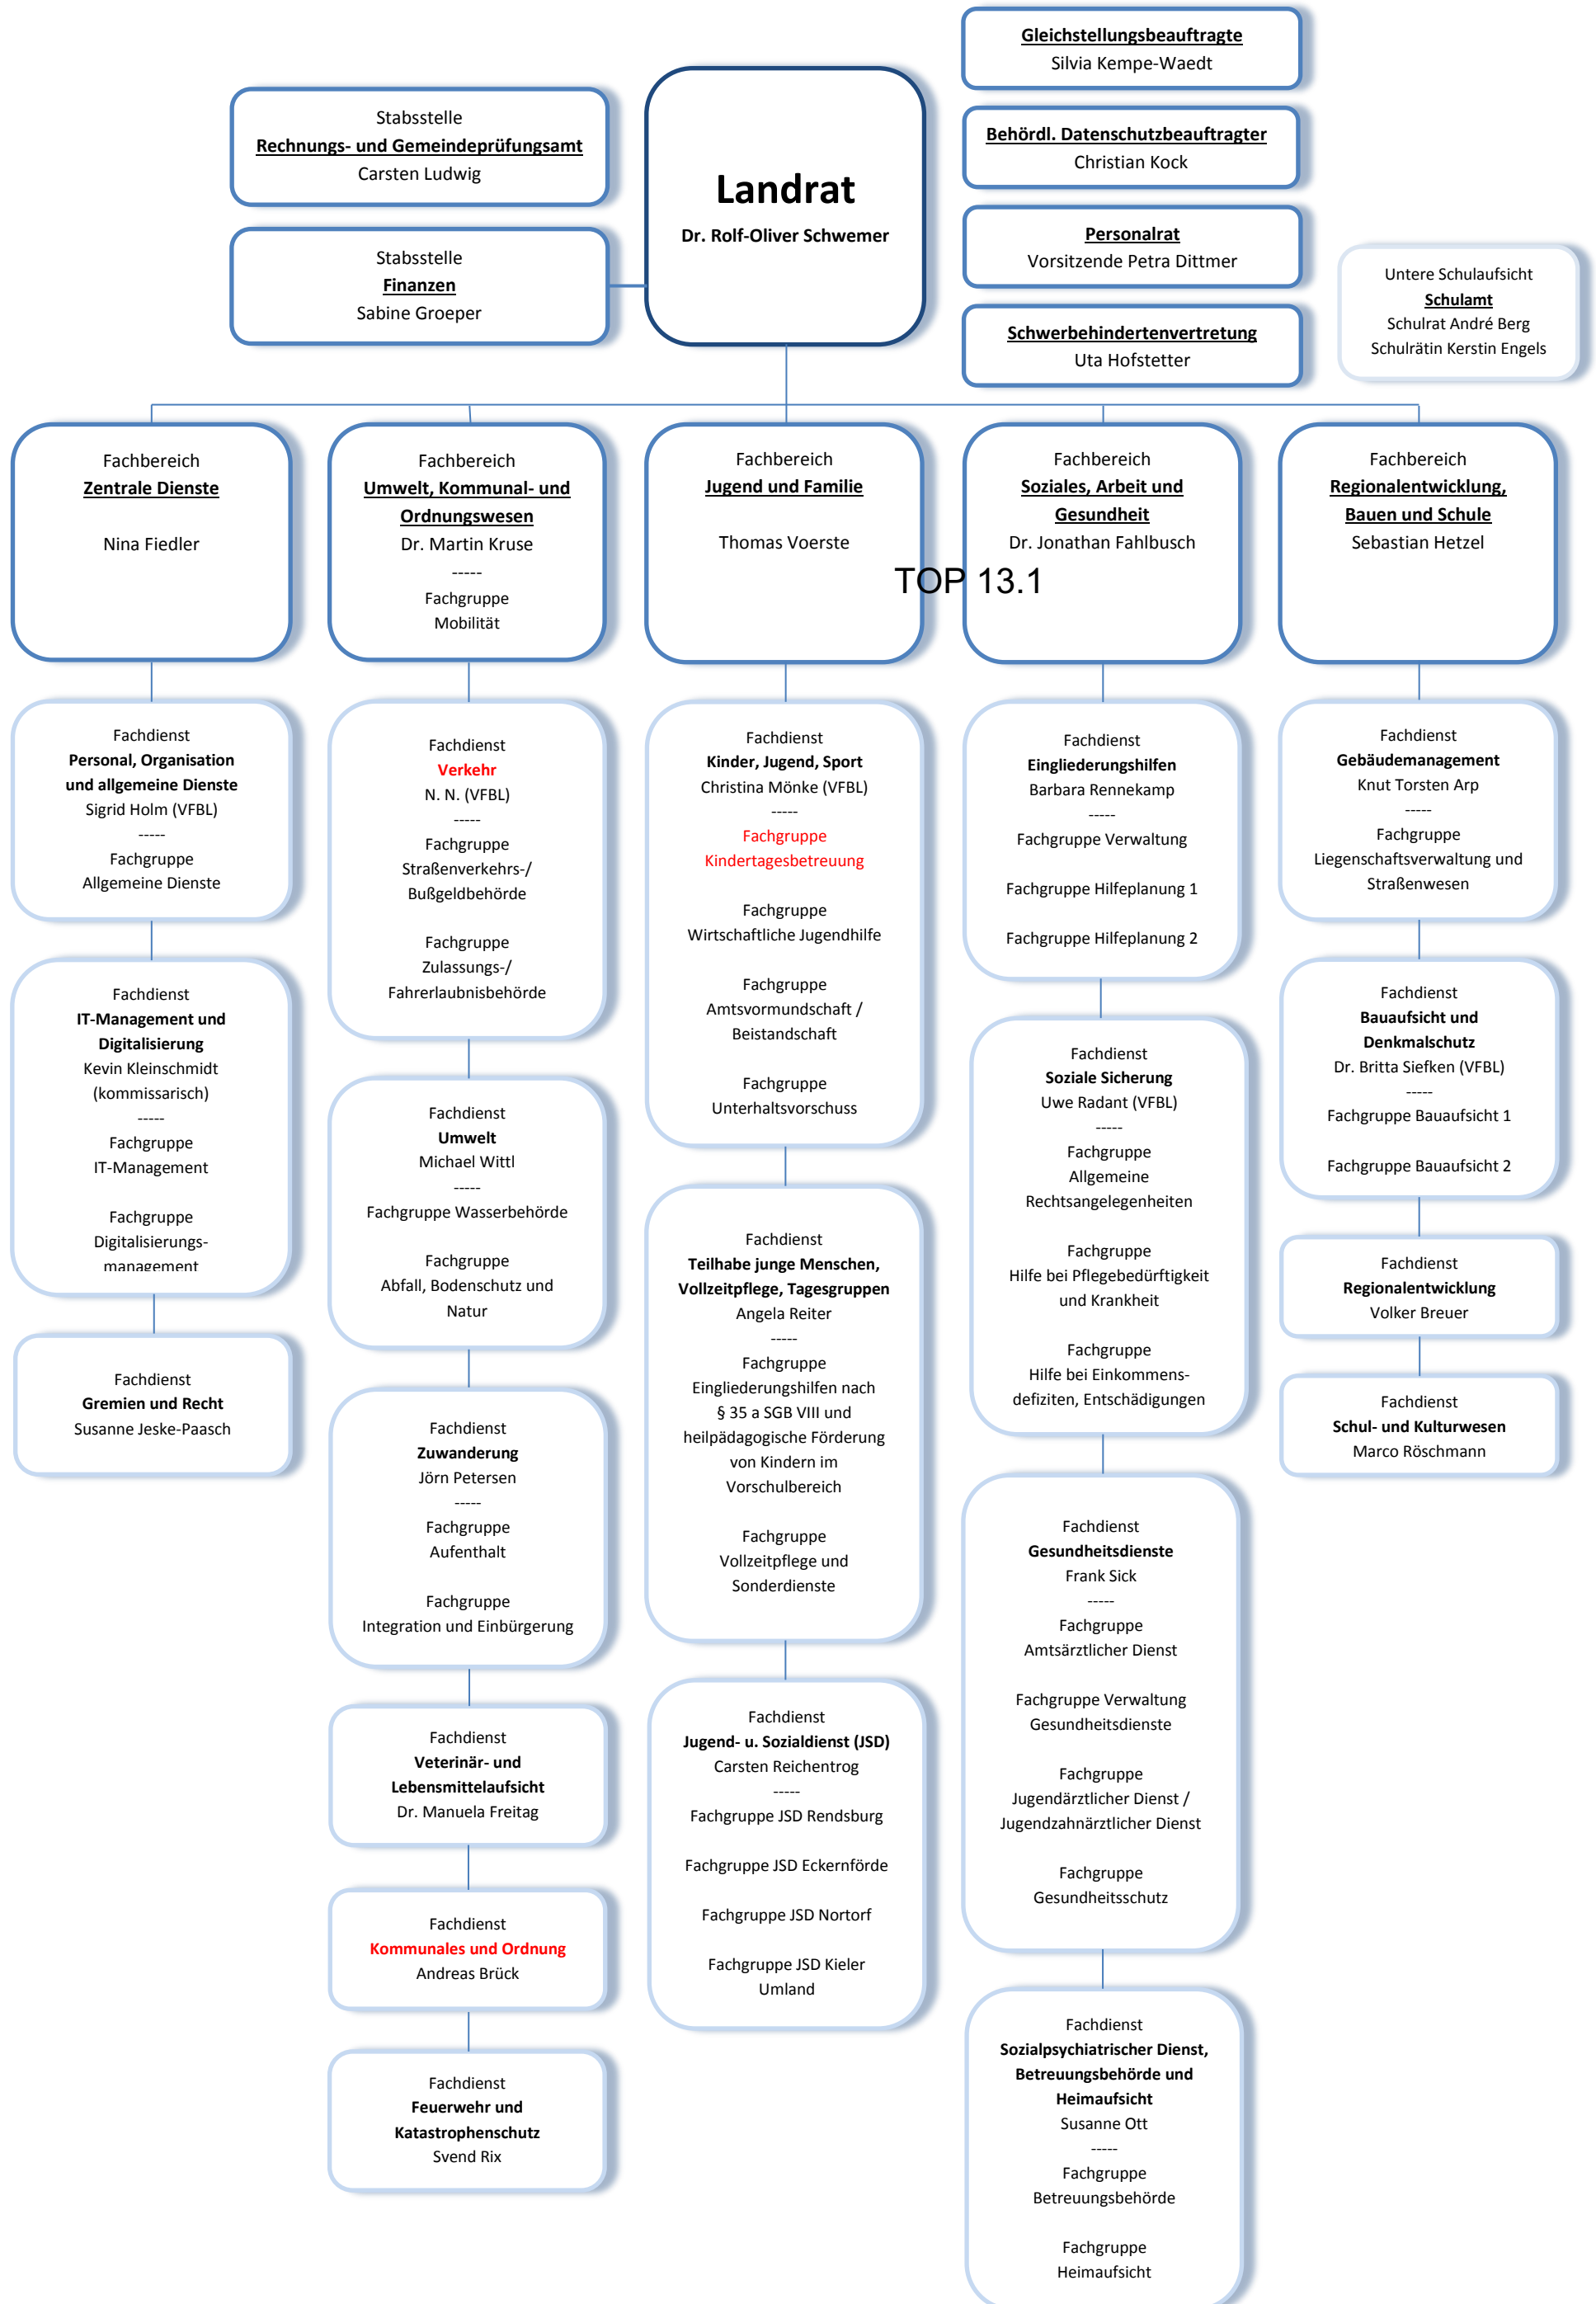 Gleichstellungsbeauftragte
Silvia Kempe-Waedt
Behördl. Datenschutzbeauftragter
Christian Kock
Personalrat
Vorsitzende Petra Dittmer
Schwerbehindertenvertretung
Uta Hofstetter
Stabsstelle
Rechnungs- und Gemeindeprüfungsamt
Carsten Ludwig
Stabsstelle
Finanzen
Sabine Groeper
Landrat
Dr. Rolf-Oliver Schwemer
Untere Schulaufsicht
Schulamt
Schulrat André Berg
Schulrätin Kerstin Engels
Fachbereich
Zentrale Dienste
Nina Fiedler
Fachbereich
Umwelt, Kommunal- und
Ordnungswesen
Dr. Martin Kruse
-----
Fachgruppe
Mobilität
Fachbereich
Jugend und Familie
Thomas Voerste
Fachbereich
Soziales, Arbeit und
Gesundheit
Dr. Jonathan Fahlbusch
TOP 13.1
Fachbereich
Regionalentwicklung,
Bauen und Schule
Sebastian Hetzel
Fachdienst
Personal, Organisation
und allgemeine Dienste
Sigrid Holm (VFBL)
-----
Fachgruppe
Allgemeine Dienste
Fachdienst
IT-Management und
Digitalisierung
Kevin Kleinschmidt
(kommissarisch)
-----
Fachgruppe
IT-Management
Fachgruppe
Digitalisierungs-
management
Fachdienst
Gremien und Recht
Susanne Jeske-Paasch
Fachdienst
Verkehr
N. N. (VFBL)
-----
Fachgruppe
Straßenverkehrs-/
Bußgeldbehörde
Fachgruppe
Zulassungs-/
Fahrerlaubnisbehörde
Fachdienst
Umwelt
Michael Wittl
-----
Fachgruppe Wasserbehörde
Fachgruppe
Abfall, Bodenschutz und
Natur
Fachdienst
Zuwanderung
Jörn Petersen
-----
Fachgruppe
Aufenthalt
Fachgruppe
Integration und Einbürgerung
Fachdienst
Veterinär- und
Lebensmittelaufsicht
Dr. Manuela Freitag
Fachdienst
Kommunales und Ordnung
Andreas Brück
Fachdienst
Feuerwehr und
Katastrophenschutz
Svend Rix
Fachdienst
Kinder, Jugend, Sport
Christina Mönke (VFBL)
-----
Fachgruppe
Kindertagesbetreuung
Fachgruppe
Wirtschaftliche Jugendhilfe
Fachgruppe
Amtsvormundschaft /
Beistandschaft
Fachgruppe
Unterhaltsvorschuss
Fachdienst
Teilhabe junge Menschen,
Vollzeitpflege, Tagesgruppen
Angela Reiter
-----
Fachgruppe
Eingliederungshilfen nach
§ 35 a SGB VIII und
heilpädagogische Förderung
von Kindern im
Vorschulbereich
Fachgruppe
Vollzeitpflege und
Sonderdienste
Fachdienst
Jugend- u. Sozialdienst (JSD)
Carsten Reichentrog
-----
Fachgruppe JSD Rendsburg
Fachgruppe JSD Eckernförde
Fachgruppe JSD Nortorf
Fachgruppe JSD Kieler
Umland
Fachdienst
Eingliederungshilfen
Barbara Rennekamp
-----
Fachgruppe Verwaltung
Fachgruppe Hilfeplanung 1
Fachgruppe Hilfeplanung 2
Fachdienst
Soziale Sicherung
Uwe Radant (VFBL)
-----
Fachgruppe
Allgemeine
Rechtsangelegenheiten
Fachgruppe
Hilfe bei Pflegebedürftigkeit
und Krankheit
Fachgruppe
Hilfe bei Einkommens-
defiziten, Entschädigungen
Fachdienst
Gesundheitsdienste
Frank Sick
-----
Fachgruppe
Amtsärztlicher Dienst
Fachgruppe Verwaltung
Gesundheitsdienste
Fachgruppe
Jugendärztlicher Dienst /
Jugendzahnärztlicher Dienst
Fachgruppe
Gesundheitsschutz
Fachdienst
Sozialpsychiatrischer Dienst,
Betreuungsbehörde und
Heimaufsicht
Susanne Ott
-----
Fachgruppe
Betreuungsbehörde
Fachgruppe
Heimaufsicht
Fachdienst
Gebäudemanagement
Knut Torsten Arp
-----
Fachgruppe
Liegenschaftsverwaltung und
Straßenwesen
Fachdienst
Bauaufsicht und
Denkmalschutz
Dr. Britta Siefken (VFBL)
-----
Fachgruppe Bauaufsicht 1
Fachgruppe Bauaufsicht 2
Fachdienst
Regionalentwicklung
Volker Breuer
Fachdienst
Schul- und Kulturwesen
Marco Röschmann